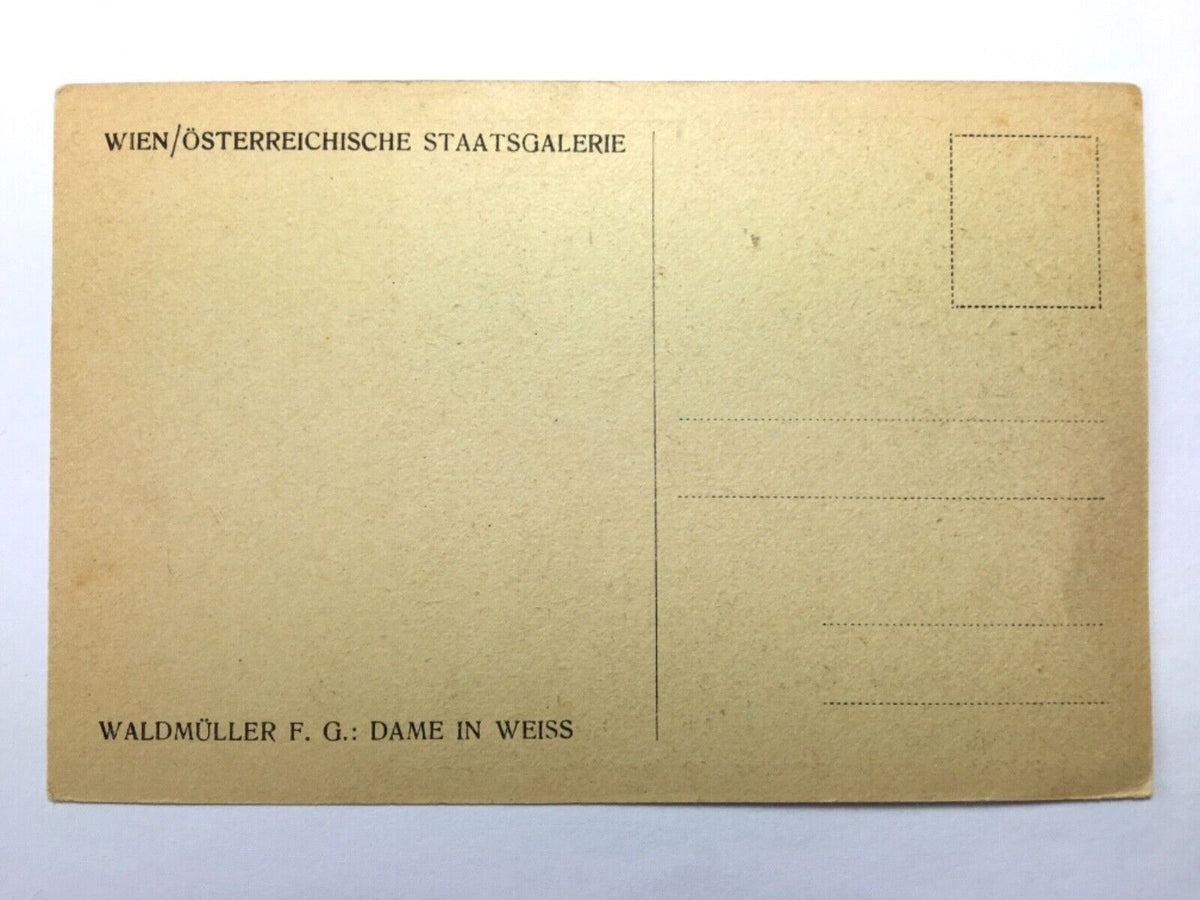 WIEN/ÖSTERREICHISCHE STAATSGALERIE
WALDMÜLLER F. G.: DAME IN WEISS